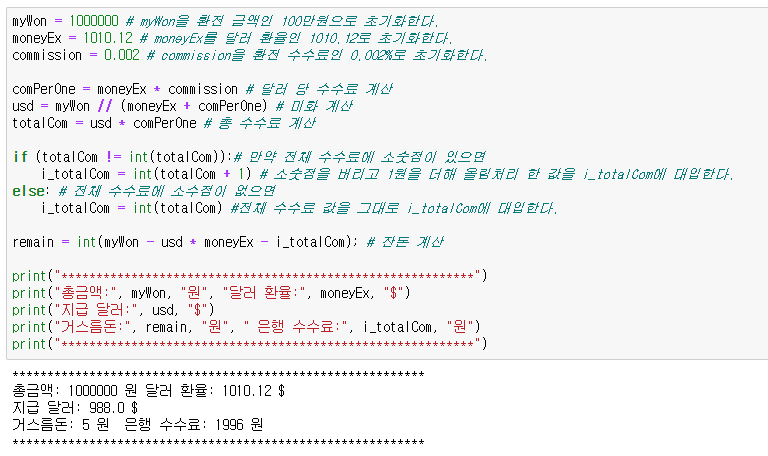 myWon = 1000000 # myWon을 환전 금액인 100만원으로 초기화한다.
moneyEx = 1010.12 # moneyEx를 달러 환율인 1010.12로 초기화한다.
commission = 0.002 # commission을 환전 수수료인 0.002%로 초기화한다.
comPerOne = moneyEx * commission # 달러 당 수수료 계산
usd = myWon // (moneyEx + comPerOne) # 미화 계산
totalCom = usd * comPerOne # 총 수수료 계산
if (totalCom != int(totalCom)):# 만약 전체 수수료에 소숫점이 있으면
    i_totalCom = int(totalCom + 1) # 소숫점을 버리고 1원을 더해 올림처리 한 값을 i_totalCom에 대입한다.
else: # 전체 수수료에 소수점이 없으면
    i_totalCom = int(totalCom) #전체 수수료 값을 그대로 i_totalCom에 대입한다.
remain = int(myWon - usd * moneyEx - i_totalCom); # 잔돈 계산
print("***********************************************************")
print("총금액:", myWon, "원", "달러 환율:", moneyEx, "$")
print("지급 달러:", usd, "$")
print("거스름돈:", remain, "원", " 은행 수수료:", i_totalCom, "원")
print("***********************************************************")
***********************************************************
총금액: 1000000 원 달러 환율: 1010.12 $
지급 달러: 988.0 $
거스름돈: 5 원  은행 수수료: 1996 원
***********************************************************